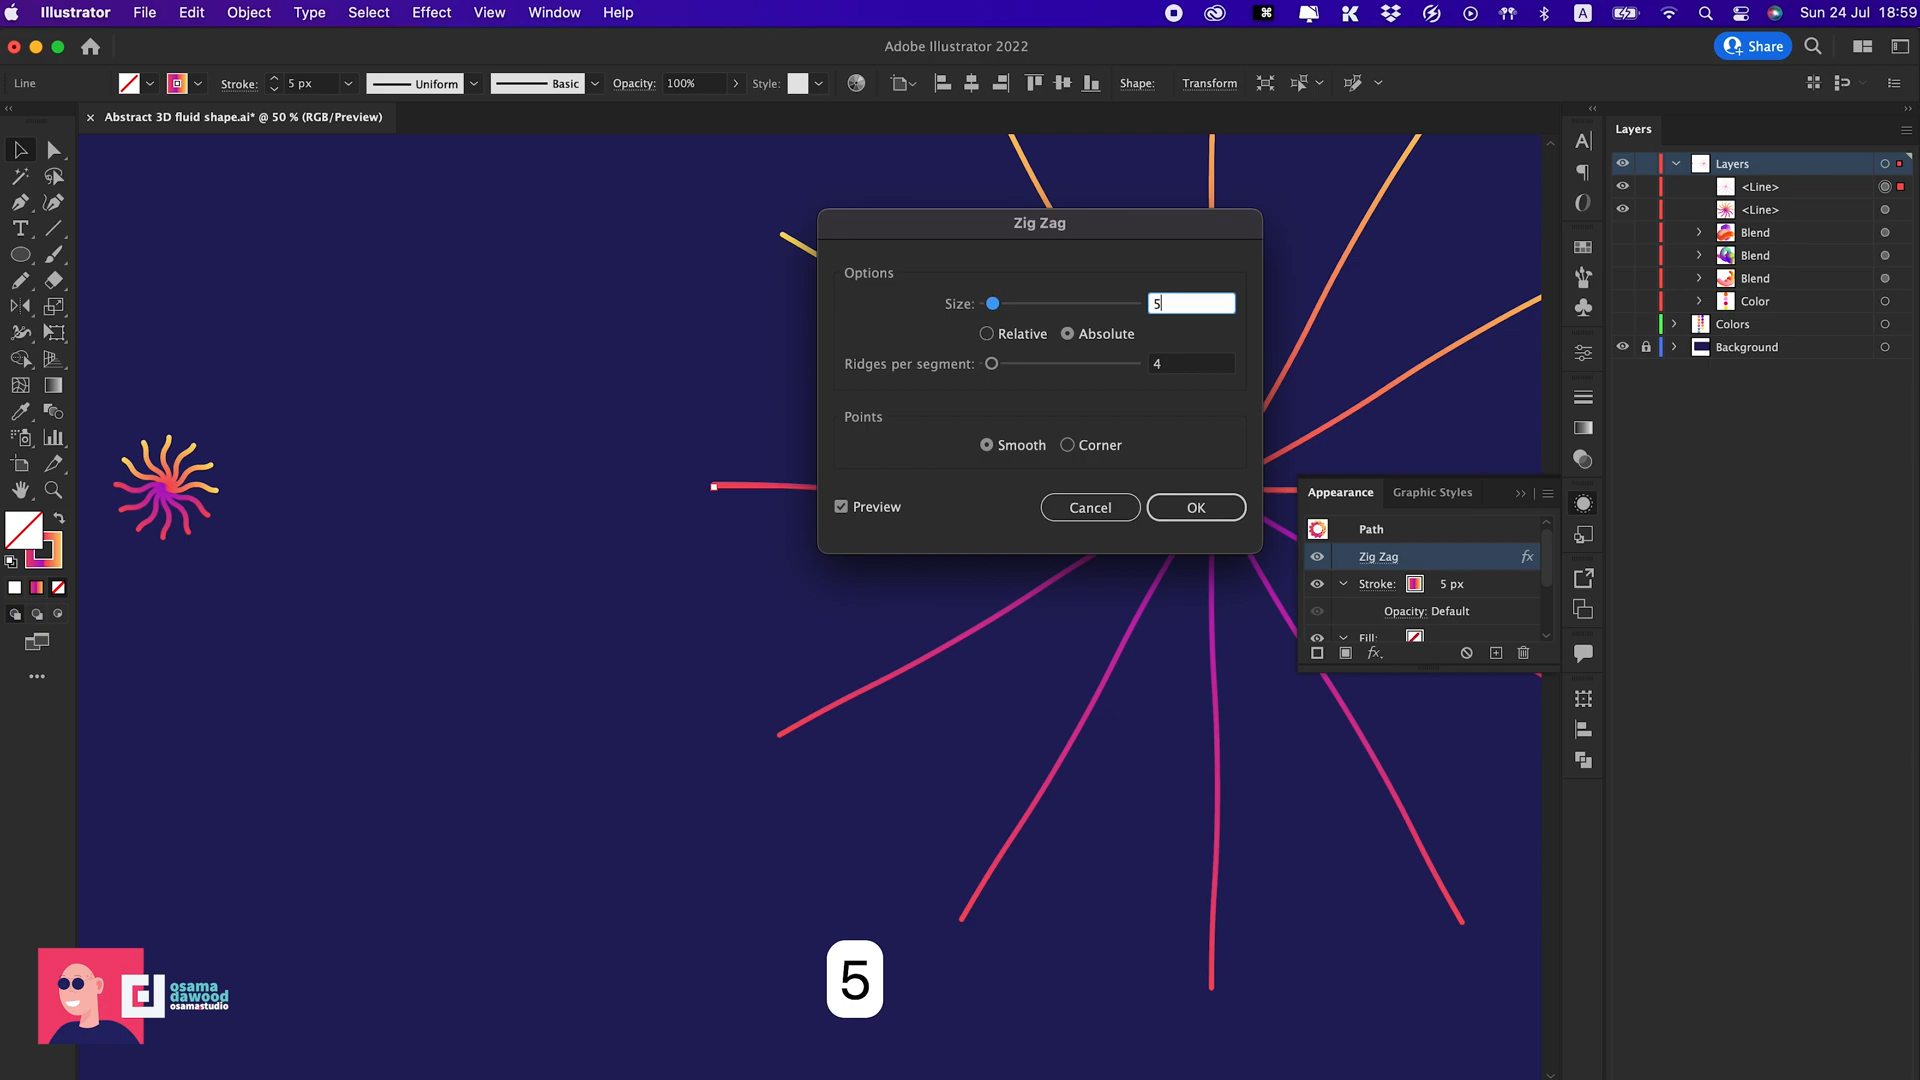 Illustrator File Edit Object Type Select Effect View Window Help
A Sun 24 Jul 18:59
Adobe Illustrator 2022
Share
Line
Stroke: 5 px Uniform Basic Opacity: 100% Style: Shape: Transform
Abstract 3D fluid shape.ai* @ 50 % (RGB/Preview)
Layers
Layers
<Line>
<Line>
Blend
Blend
Blend
Color
Colors
Background
Zig Zag
Options
Size: 5
Relative Absolute
Ridges per segment: 4
Points
Smooth Corner
Preview Cancel OK
Appearance Graphic Styles
Path
Zig Zag fx
Stroke: 5 px
Opacity: Default
Fill:
fx.
5
osama
dawood
osamastudio